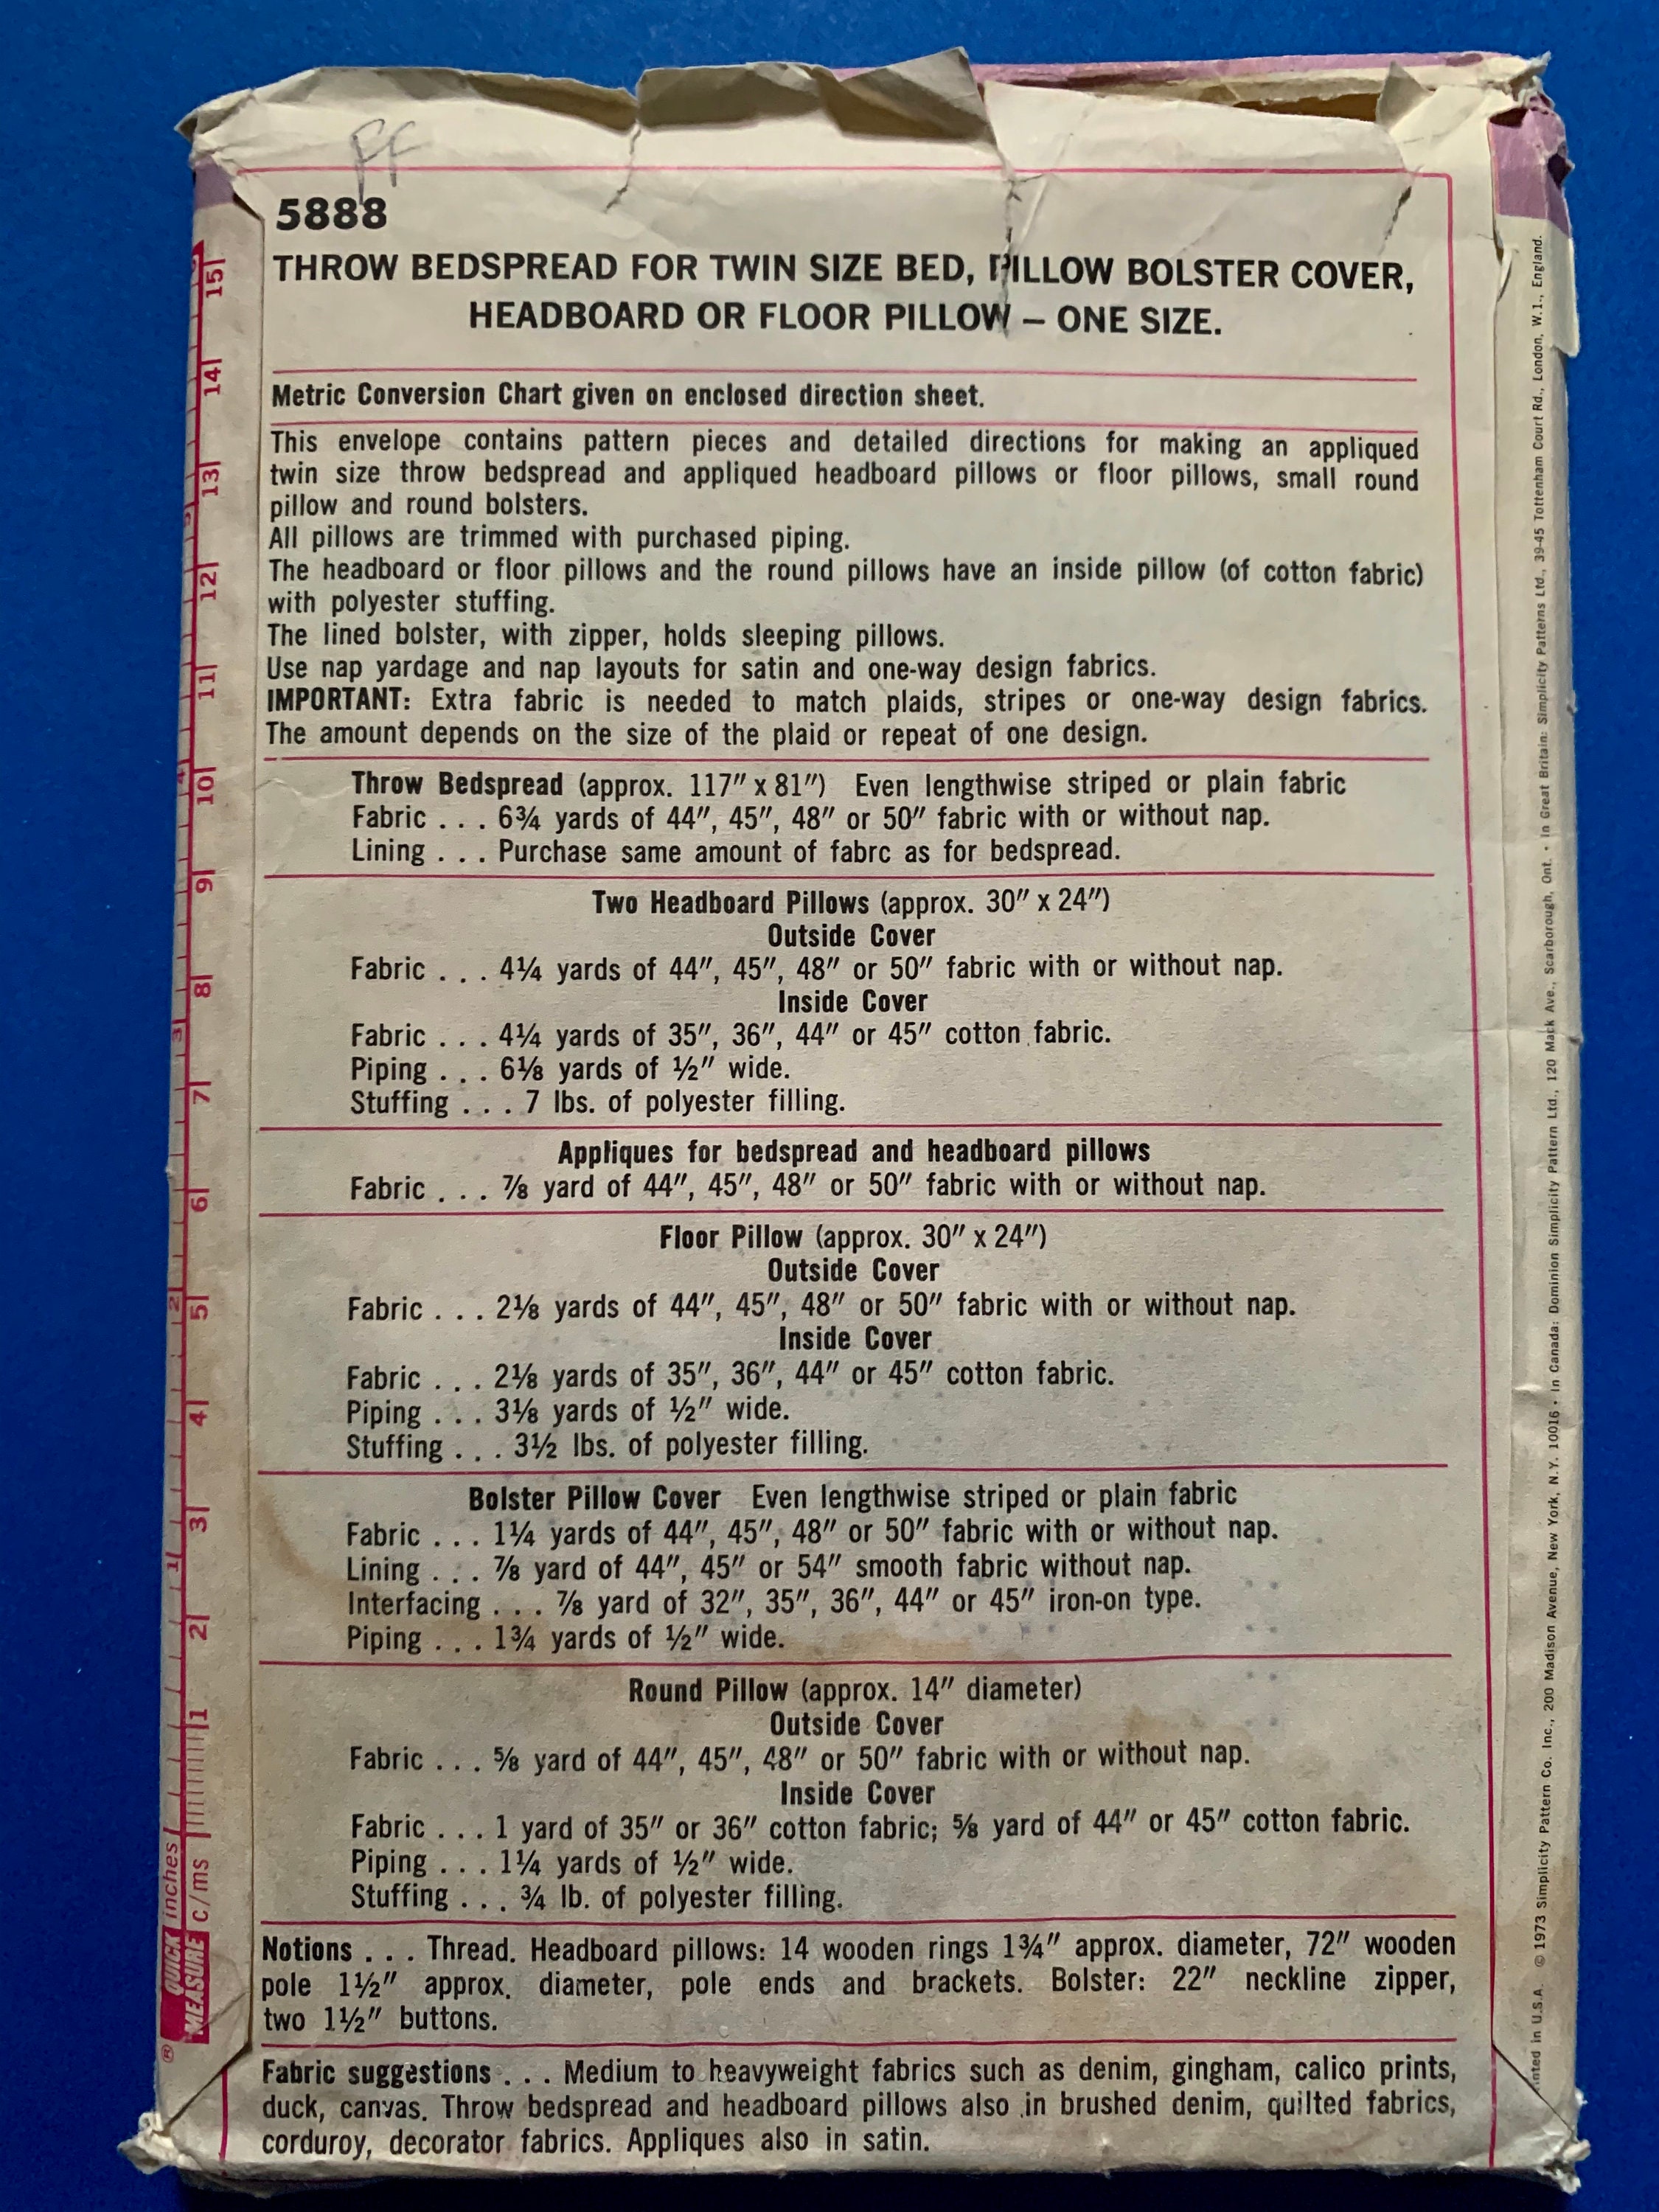 FF
5888
THROW BEDSPREAD FOR TWIN SIZE BED, PILLOW BOLSTER COVER,
HEADBOARD OR FLOOR PILLOW – ONE SIZE.
Metric Conversion Chart given on enclosed direction sheet.
This envelope contains pattern pieces and detailed directions for making an appliqued
twin size throw bedspread and appliqued headboard pillows or floor pillows, small round
pillow and round bolsters.
All pillows are trimmed with purchased piping.
The headboard or floor pillows and the round pillows have an inside pillow (of cotton fabric)
with polyester stuffing.
The lined bolster, with zipper, holds sleeping pillows.
Use nap yardage and nap layouts for satin and one-way design fabrics.
IMPORTANT: Extra fabric is needed to match plaids, stripes or one-way design fabrics.
The amount depends on the size of the plaid or repeat of one design.
Throw Bedspread (approx. 117″ x 81″) Even lengthwise striped or plain fabric
Fabric . . . 6¾ yards of 44″, 45″, 48″ or 50″ fabric with or without nap.
Lining . . . Purchase same amount of fabrc as for bedspread.
Two Headboard Pillows (approx. 30″ x 24″)
Outside Cover
Fabric . . . 4¼ yards of 44″, 45″, 48″ or 50″ fabric with or without nap.
Inside Cover
Fabric . . . 4¼ yards of 35″, 36″, 44″ or 45″ cotton fabric.
Piping . . . 6⅛ yards of ½″ wide.
Stuffing . . . 7 lbs. of polyester filling.
Appliques for bedspread and headboard pillows
Fabric . . . ⅞ yard of 44″, 45″, 48″ or 50″ fabric with or without nap.
Floor Pillow (approx. 30″ x 24″)
Outside Cover
Fabric . . . 2⅛ yards of 44″, 45″, 48″ or 50″ fabric with or without nap.
Inside Cover
Fabric . . . 2⅛ yards of 35″, 36″, 44″ or 45″ cotton fabric.
Piping . . . 3⅛ yards of ½″ wide.
Stuffing . . . 3½ lbs. of polyester filling.
Bolster Pillow Cover Even lengthwise striped or plain fabric
Fabric . . . 1¼ yards of 44″, 45″, 48″ or 50″ fabric with or without nap.
Lining . . . ⅞ yard of 44″, 45″ or 54″ smooth fabric without nap.
Interfacing . . . ⅞ yard of 32″, 35″, 36″, 44″ or 45″ iron-on type.
Piping . . . 1¾ yards of ½″ wide.
Round Pillow (approx. 14″ diameter)
Outside Cover
Fabric . . . ⅝ yard of 44″, 45″, 48″ or 50″ fabric with or without nap.
Inside Cover
Fabric . . . 1 yard of 35″ or 36″ cotton fabric; ⅝ yard of 44″ or 45″ cotton fabric.
Piping . . . 1¼ yards of ½″ wide.
Stuffing . . . ¾ lb. of polyester filling.
Notions . . . Thread. Headboard pillows: 14 wooden rings 1¾″ approx. diameter, 72″ wooden
pole 1½″ approx. diameter, pole ends and brackets. Bolster: 22″ neckline zipper,
two 1½″ buttons.
Fabric suggestions . . . Medium to heavyweight fabrics such as denim, gingham, calico prints,
duck, canvas. Throw bedspread and headboard pillows also in brushed denim, quilted fabrics,
corduroy, decorator fabrics. Appliques also in satin.
® QUICK MEASURE inches c/ms
1 2 3 4 5
1 2 3 4 5 6 7 8 9 10 11 12 13 14 15
in U.S.A. © 1973 Simplicity Pattern Co. Inc., 200 Madison Avenue, New York, N.Y. 10016 • In Canada: Dominion Simplicity Pattern Ltd., 120 Mack Ave., Scarborough, Ont. • In Great Britain: Simplicity Patterns Ltd., 39-45 Tottenham Court Rd., London, W.1., England.